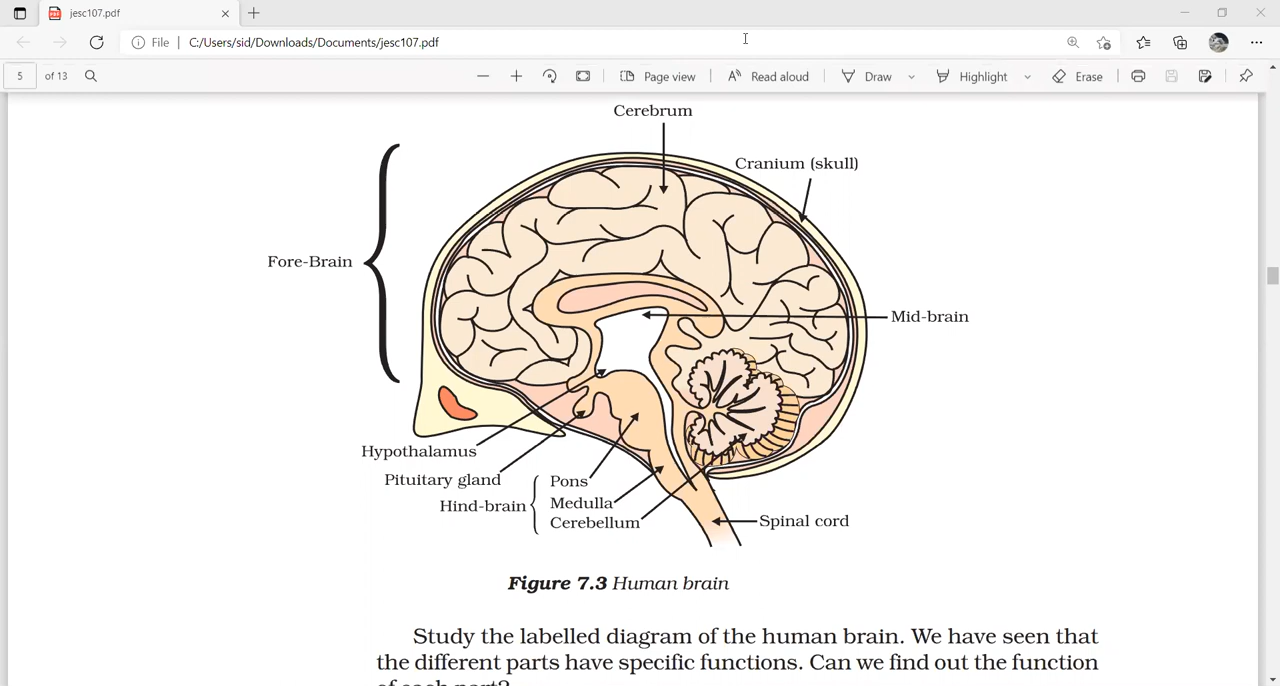 jesc107.pdf
File | C:/Users/sid/Downloads/Documents/jesc107.pdf
5 of 13 Page view Read aloud Draw Highlight Erase
Cerebrum
Cranium (skull)
Fore-Brain
Mid-brain
Hypothalamus
Pituitary gland
Hind-brain
Pons
Medulla
Cerebellum
Spinal cord
Figure 7.3 Human brain
Study the labelled diagram of the human brain. We have seen that
the different parts have specific functions. Can we find out the function
of each part?